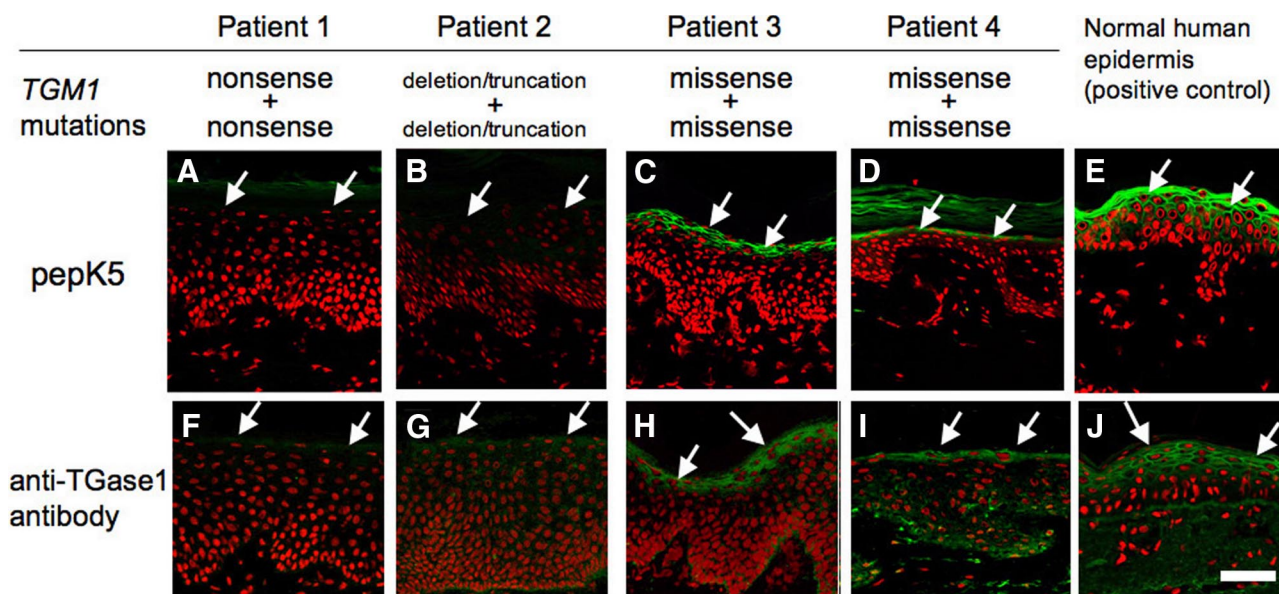 Patient 1 Patient 2 Patient 3 Patient 4 Normal human
epidermis
(positive control)
TGM1
mutations
nonsense
+
nonsense
deletion/truncation
+
deletion/truncation
missense
+
missense
missense
+
missense
pepK5
A B C D E
anti-TGase1
antibody
F G H I J